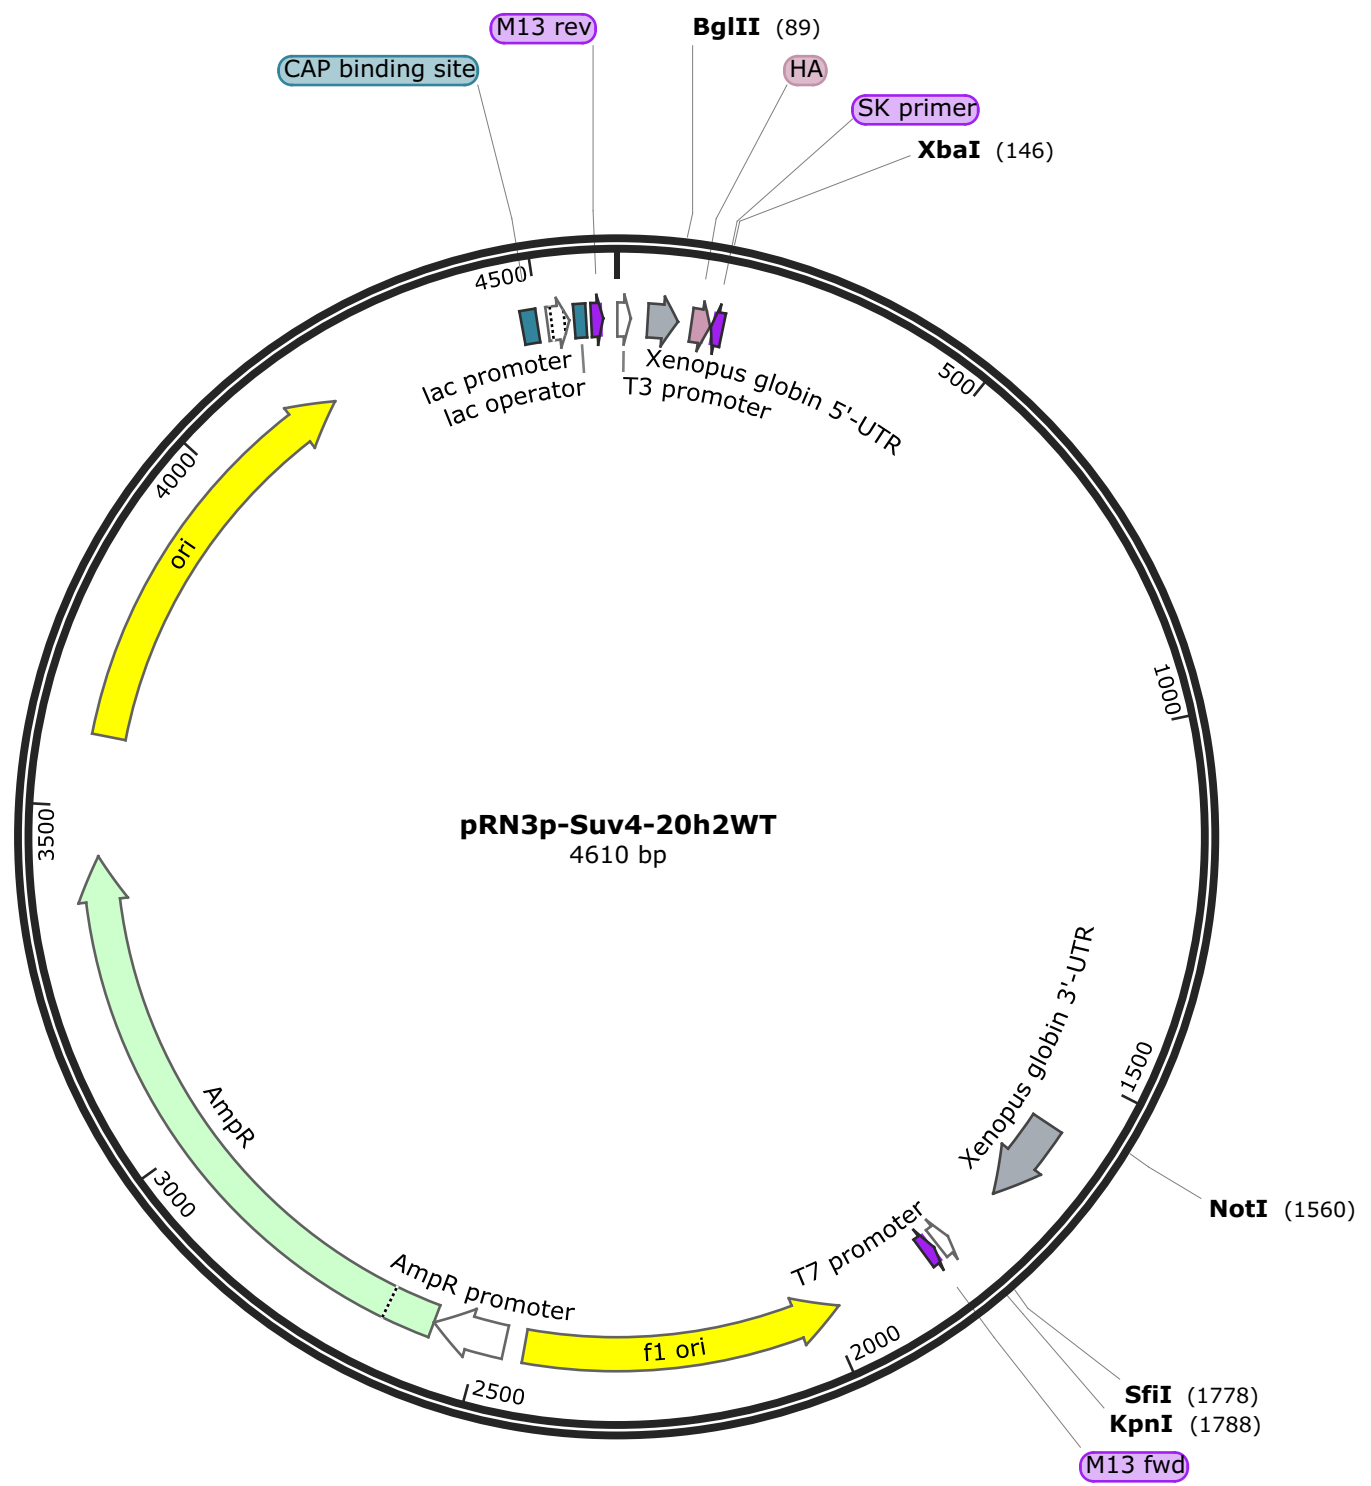 M13 rev
BglII (89)
CAP binding site
HA
SK primer
XbaI (146)
4500
500
lac promoter
lac operator
T3 promoter
Xenopus globin 5'-UTR
4000
ori
1000
3500
pRN3p-Suv4-20h2WT
4610 bp
Xenopus globin 3'-UTR
1500
AmpR
3000
NotI (1560)
T7 promoter
AmpR promoter
f1 ori
2000
2500
SfiI (1778)
KpnI (1788)
M13 fwd